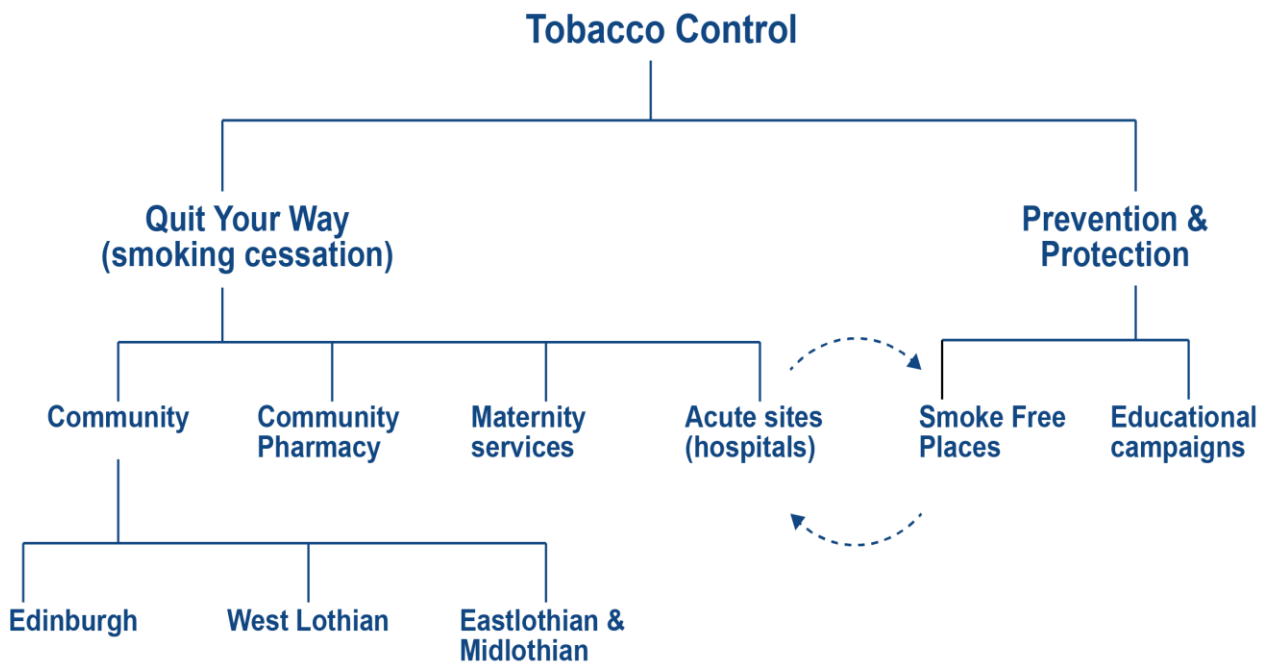 Tobacco Control
Quit Your Way
(smoking cessation)
Prevention &
Protection
Community
Community
Pharmacy
Maternity
services
Acute sites
(hospitals)
Smoke Free
Places
Educational
campaigns
Edinburgh
West Lothian
Eastlothian &
Midlothian